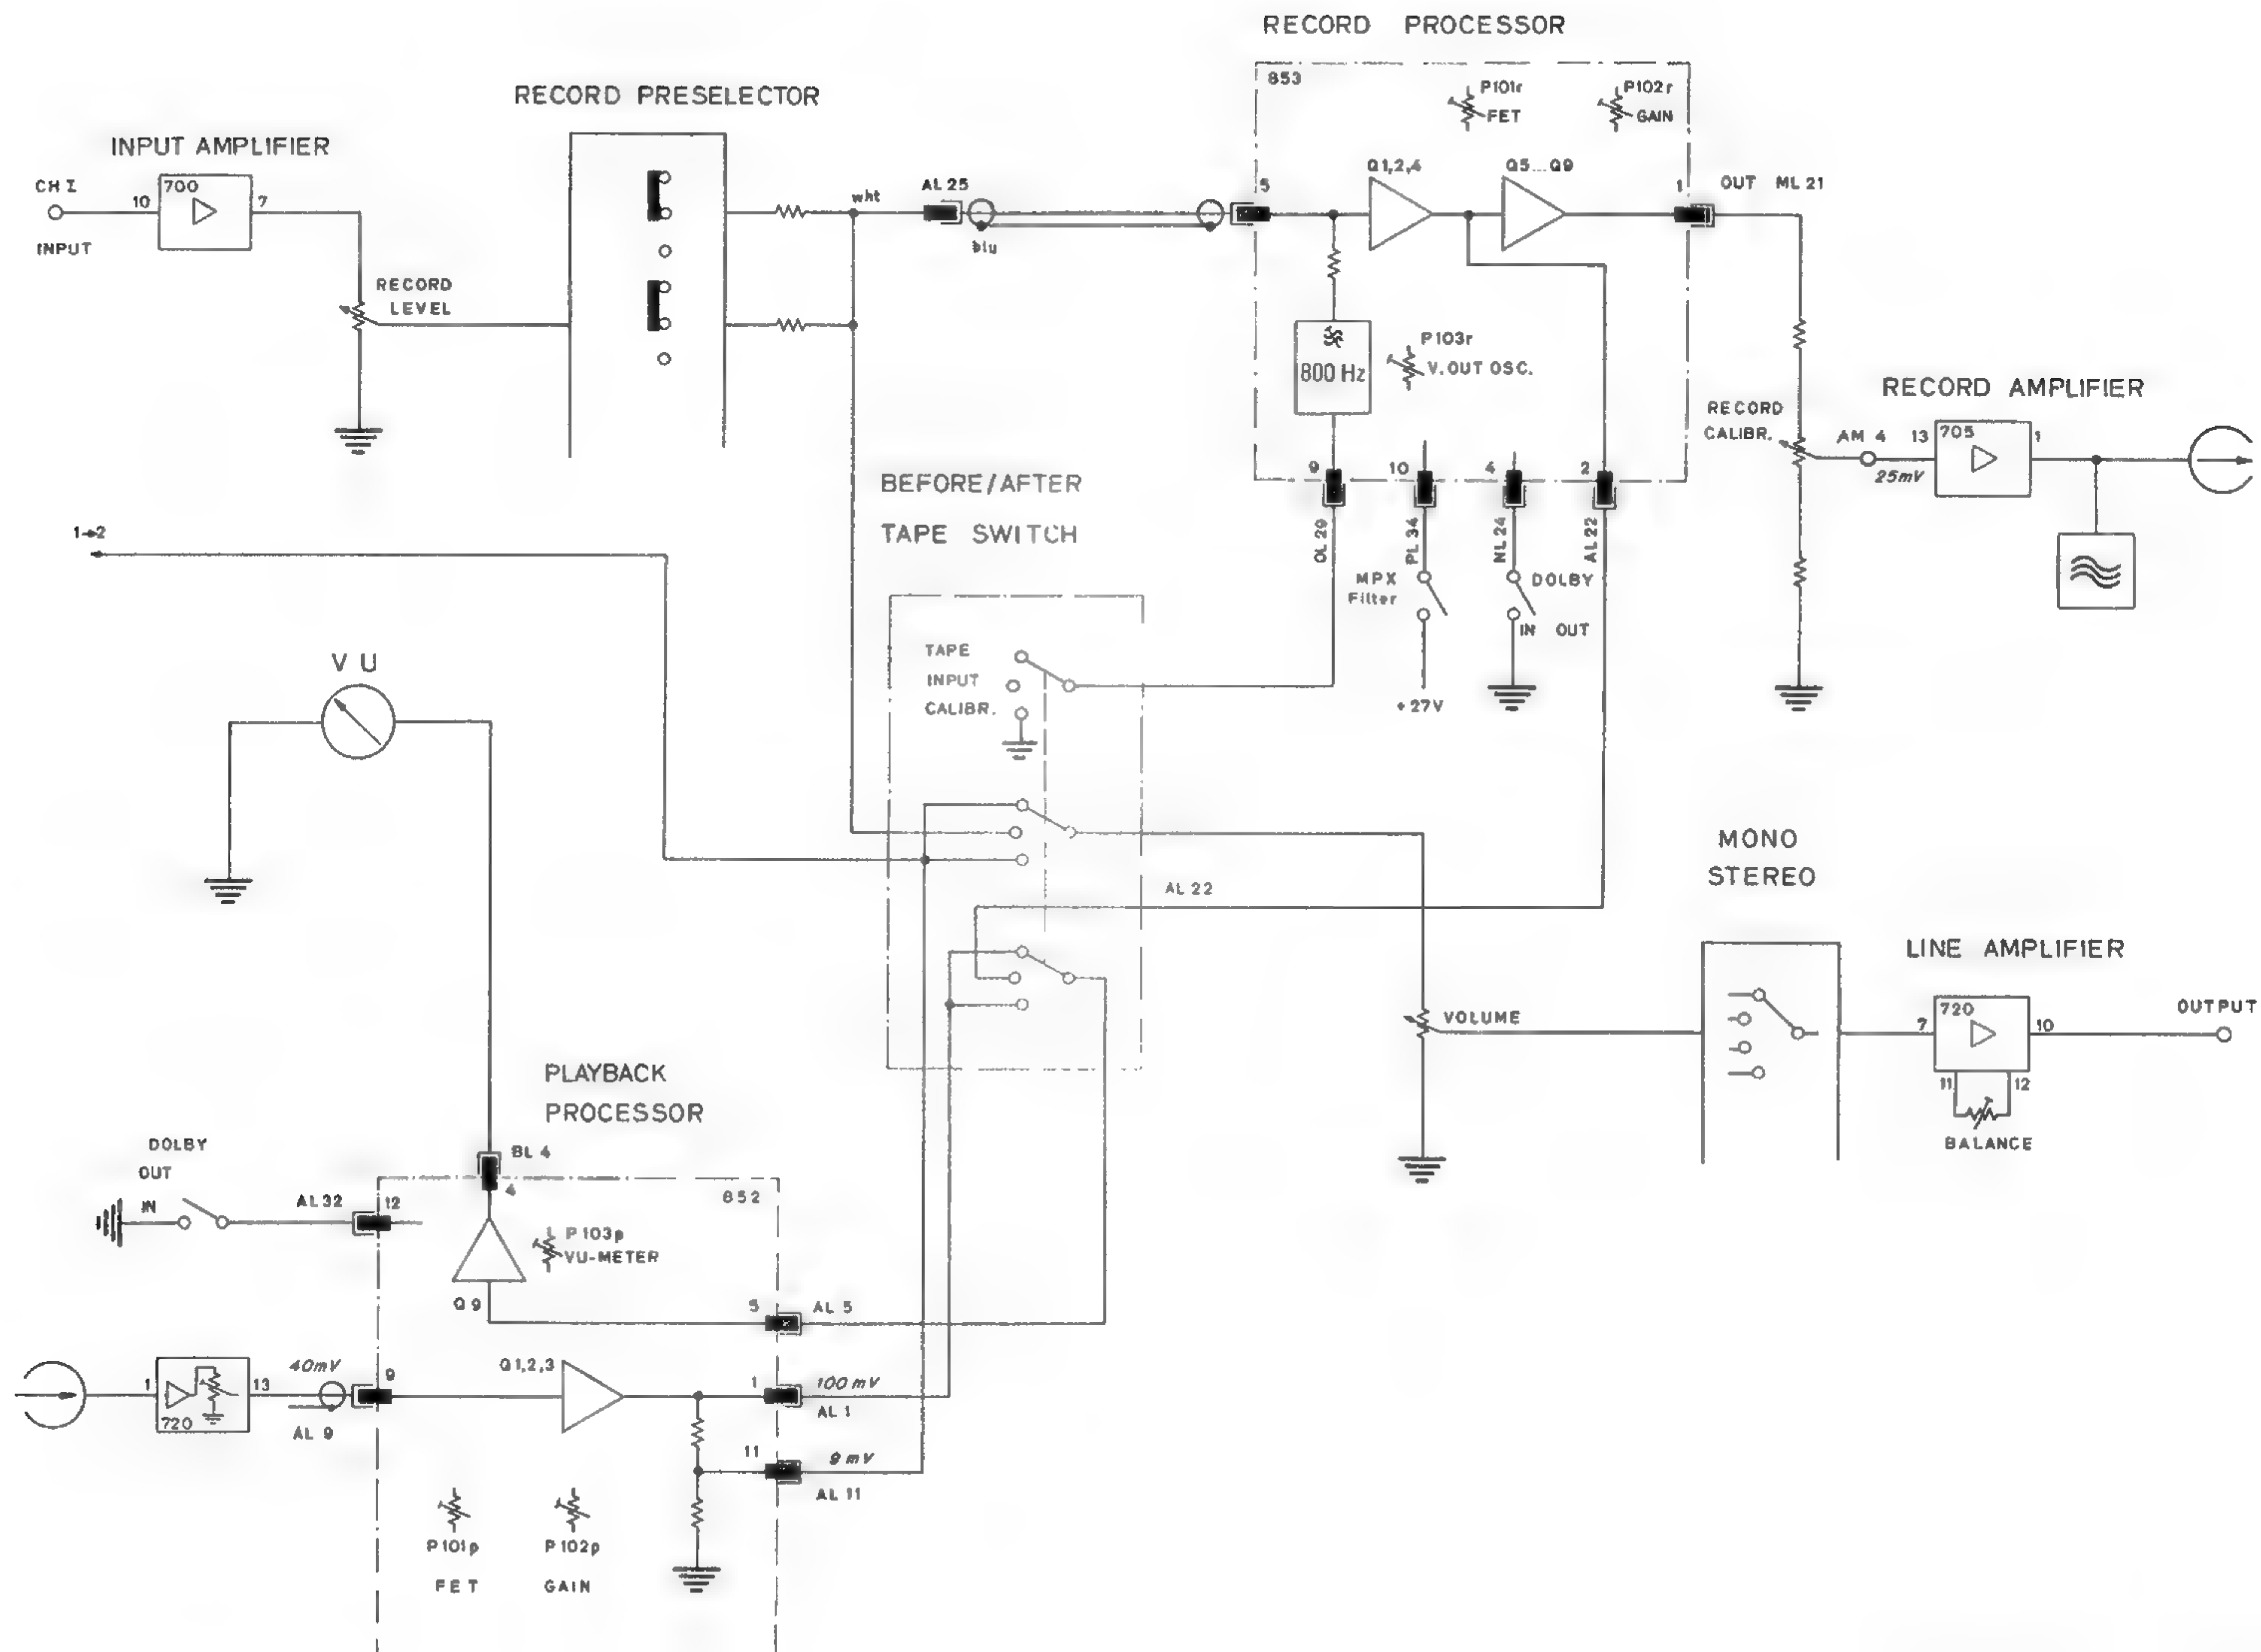 RECORD PROCESSOR
853
P101r
FET
P102r
GAIN
RECORD PRESELECTOR
INPUT AMPLIFIER
CH I
10
700
7
INPUT
RECORD
LEVEL
wht
AL 25
blu
5
Q1,2,4
Q5...Q9
1
OUT ML 21
800 Hz
P103r
V.OUT OSC.
RECORD AMPLIFIER
RECORD
CALIBR.
AM 4
13
705
1
25mV
9
10
4
2
OL 29
PL 34
NL 24
AL 22
MPX
Filter
DOLBY
IN OUT
+27V
BEFORE/AFTER
TAPE SWITCH
1→2
TAPE
INPUT
CALIBR.
VU
AL 22
MONO
STEREO
LINE AMPLIFIER
VOLUME
7
720
10
OUTPUT
11
12
BALANCE
PLAYBACK
PROCESSOR
DOLBY
OUT
IN
AL32
12
BL 4
4
852
P103p
VU-METER
Q9
5
AL 5
1
720
13
40mV
AL 9
9
Q1,2,3
1
100 mV
AL 1
11
9 mV
AL 11
P101p
FET
P102p
GAIN